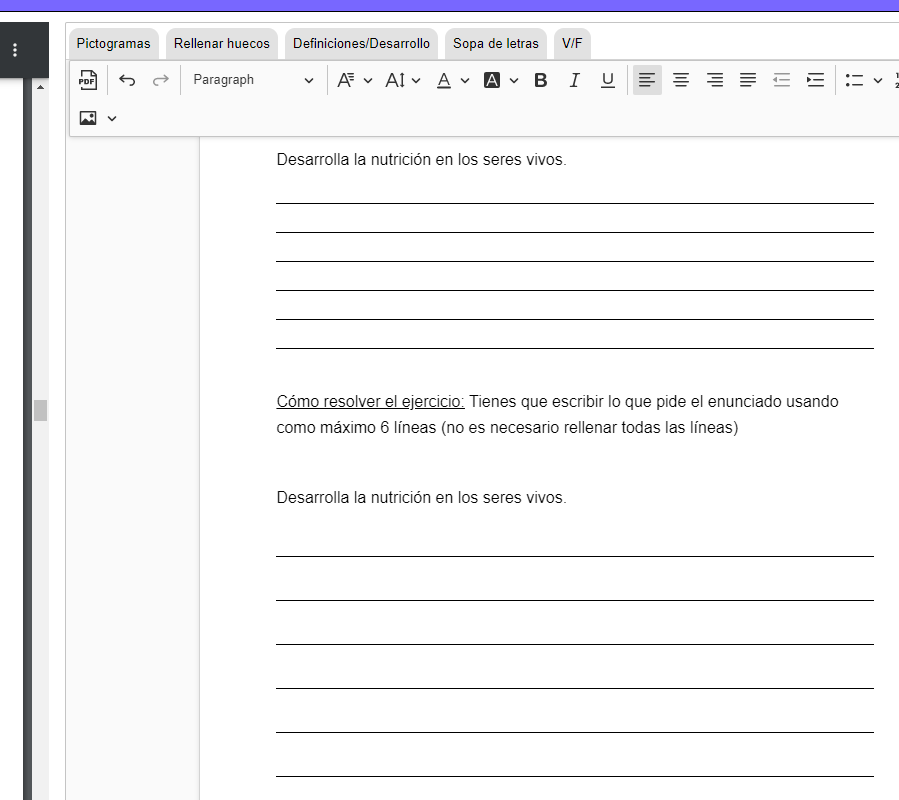 Pictogramas Rellenar huecos Definiciones/Desarrollo Sopa de letras V/F
PDF Paragraph A A A A B I U
Desarrolla la nutrición en los seres vivos.
Cómo resolver el ejercicio: Tienes que escribir lo que pide el enunciado usando
como máximo 6 líneas (no es necesario rellenar todas las líneas)
Desarrolla la nutrición en los seres vivos.